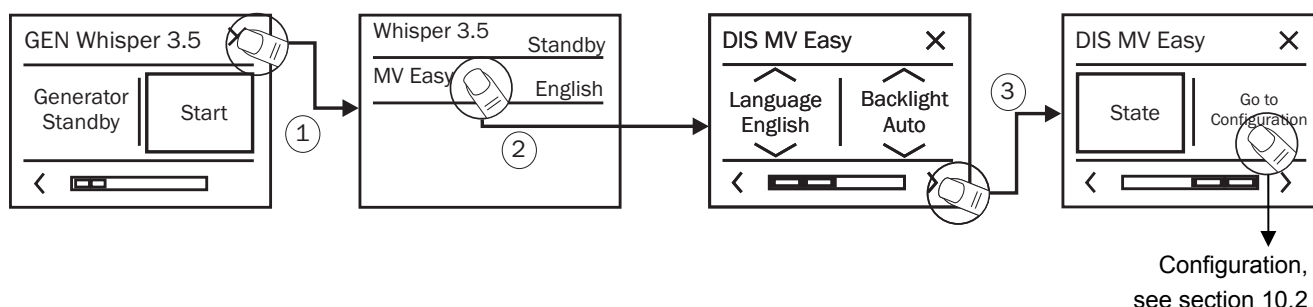 GEN Whisper 3.5
Generator
Standby
Start
1
Whisper 3.5
Standby
MV Easy
English
2
DIS MV Easy
Language
English
Backlight
Auto
3
DIS MV Easy
State
Go to
Configuration
Configuration,
see section 10.2